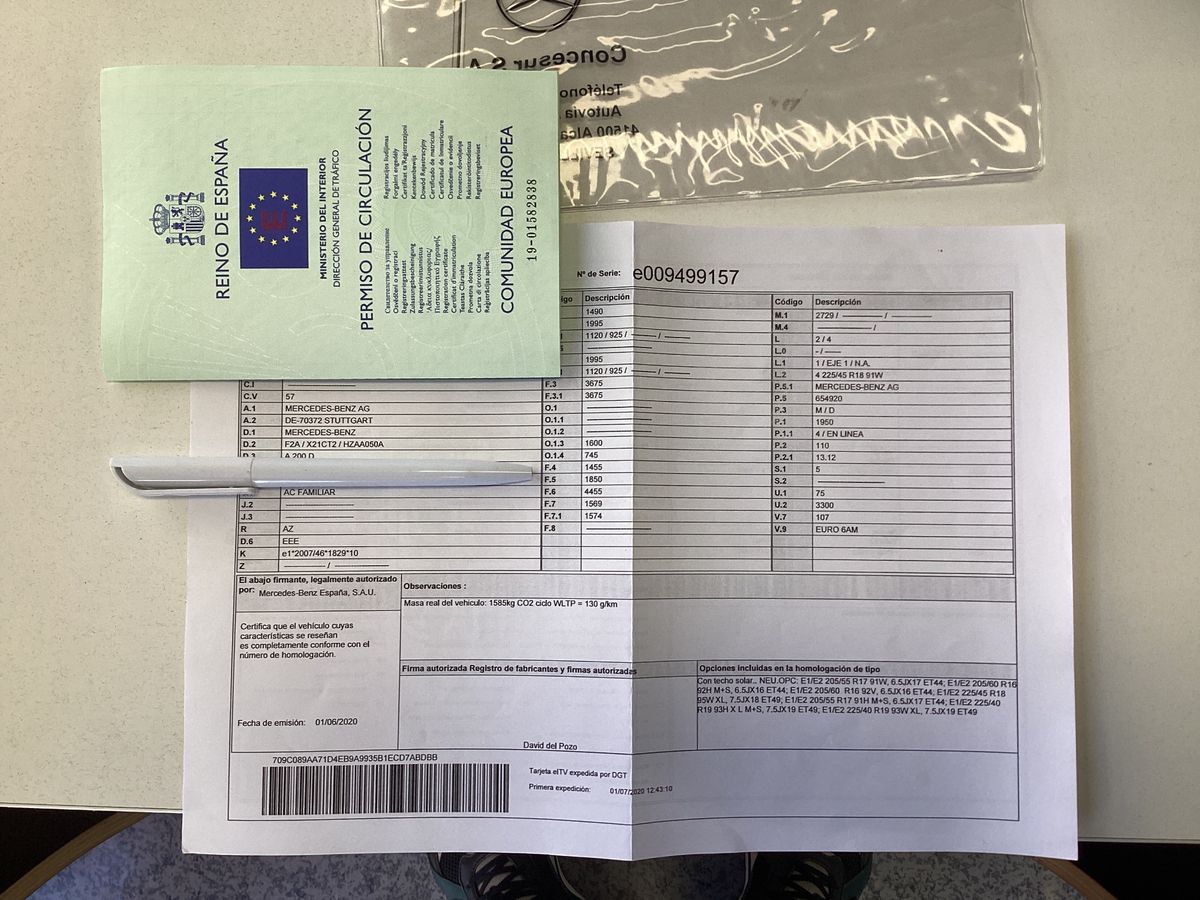 Concesur S.A
Teléfono
Autovía
41500 Alca
REINO DE ESPAÑA
MINISTERIO DEL INTERIOR
DIRECCIÓN GENERAL DE TRÁFICO
PERMISO DE CIRCULACIÓN
COMUNIDAD EUROPEA
19-01582838
Nº de Serie: e009499157
igo Descripción
1490
1995
1120 / 925 / / 
1995
1120 / 925 / / 
C.I
F.3 3675
C.V 57
F.3.1 3675
A.1 MERCEDES-BENZ AG
O.1
A.2 DE-70372 STUTTGART
O.1.1
D.1 MERCEDES-BENZ
O.1.2
D.2 F2A / X21CT2 / HZAA050A
O.1.3 1600
D.3 A 200 D
O.1.4 745
F.4 1455
F.5 1850
AC FAMILIAR
F.6 4455
J.2
F.7 1569
J.3
F.7.1 1574
R AZ
F.8
D.6 EEE
K e1*2007/46*1829*10
Z /
Código Descripción
M.1 2729 / / 
M.4 /
L 2 / 4
L.0 - /
L.1 1 / EJE 1 / N.A.
L.2 4 225/45 R18 91W
P.5.1 MERCEDES-BENZ AG
P.5 654920
P.3 M / D
P.1 1950
P.1.1 4 / EN LINEA
P.2 110
P.2.1 13.12
S.1 5
S.2
U.1 75
U.2 3300
V.7 107
V.9 EURO 6AM
El abajo firmante, legalmente autorizado
por: Mercedes-Benz España, S.A.U.
Certifica que el vehículo cuyas
características se reseñan
es completamente conforme con el
número de homologación.
Fecha de emisión: 01/06/2020
Observaciones :
Masa real del vehiculo: 1585kg CO2 ciclo WLTP = 130 g/km
Firma autorizada Registro de fabricantes y firmas autorizadas
David del Pozo
Opciones incluidas en la homologación de tipo
Con techo solar.. NEU.OPC: E1/E2 205/55 R17 91W, 6.5JX17 ET44; E1/E2 205/60 R16
92H M+S, 6.5JX16 ET44; E1/E2 205/60 R16 92V, 6.5JX16 ET44; E1/E2 225/45 R18
95W XL, 7.5JX18 ET49; E1/E2 205/55 R17 91H M+S, 6.5JX17 ET44; E1/E2 225/40
R19 93H X L M+S, 7.5JX19 ET49; E1/E2 225/40 R19 93W XL, 7.5JX19 ET49
709C089AA71D4EB9A9935B1ECD7ABDBB
Tarjeta eITV expedida por DGT
Primera expedición: 01/07/2020 12:43:10